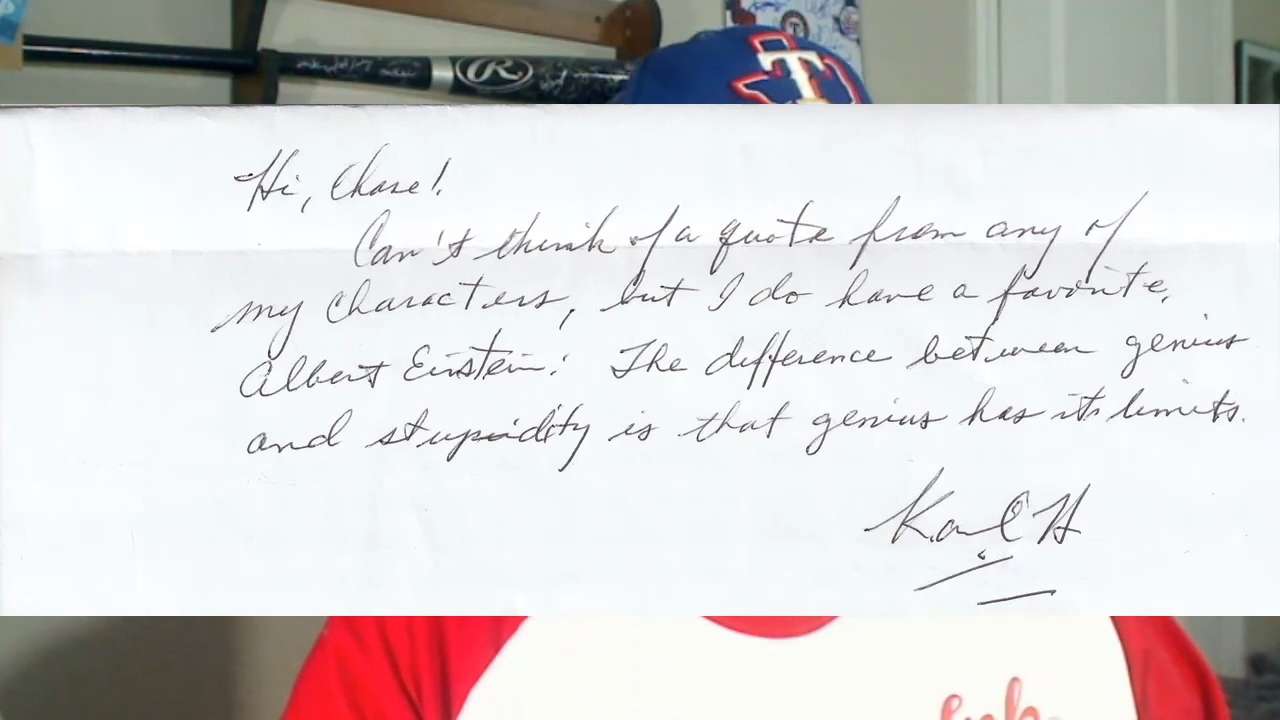 R
T
Hi, Chase!
Can't think of a quote from any of
my characters, but I do have a favorite,
Albert Einstein: The difference between genius
and stupidity is that genius has its limits.
Karl H